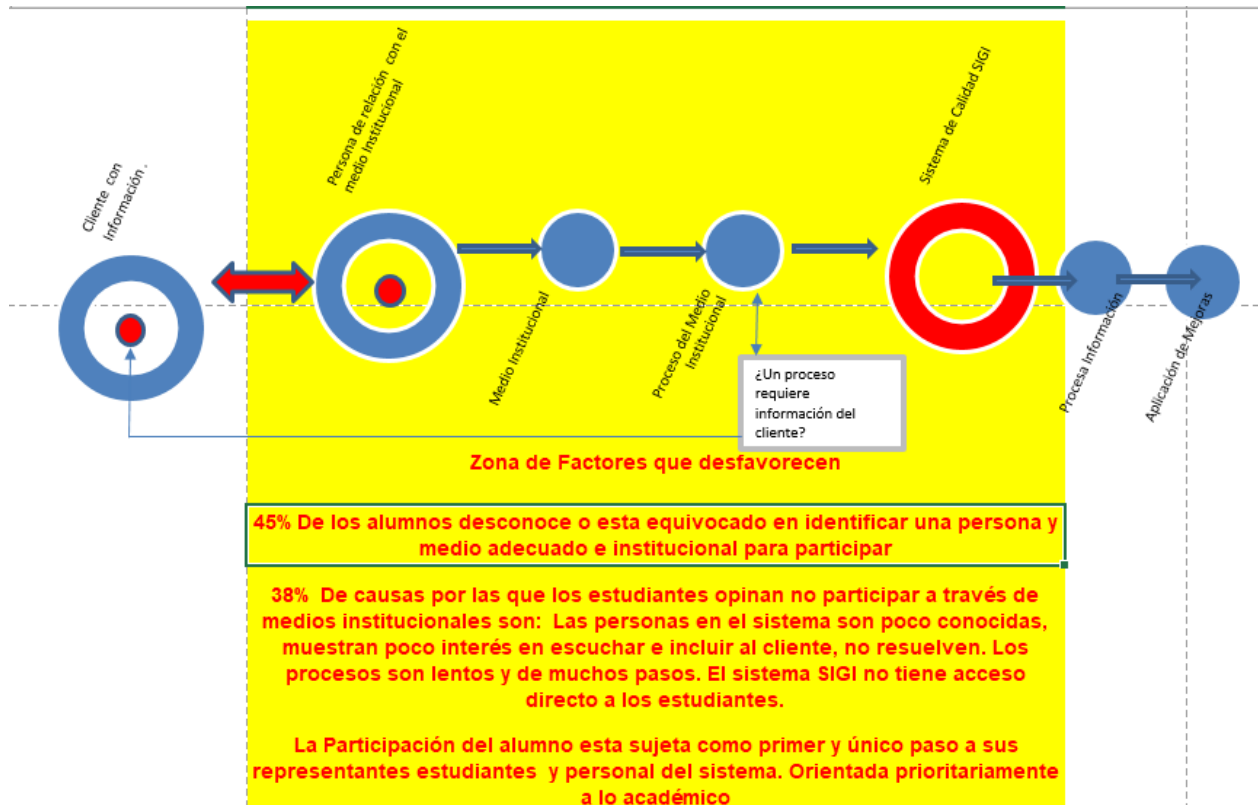 Cliente con
Información .
Persona de relación con el
medio Institucional
Medio Institucional
Proceso del Medio
Institucional
Sistema de Calidad SIGI
Procesa Información
Aplicación de Mejoras
¿Un proceso
requiere
información del
cliente?
Zona de Factores que desfavorecen
45% De los alumnos desconoce o esta equivocado en identificar una persona y
medio adecuado e institucional para participar
38% De causas por las que los estudiantes opinan no participar a través de
medios institucionales son: Las personas en el sistema son poco conocidas,
muestran poco interés en escuchar e incluir al cliente, no resuelven. Los
procesos son lentos y de muchos pasos. El sistema SIGI no tiene acceso
directo a los estudiantes.
La Participación del alumno esta sujeta como primer y único paso a sus
representantes estudiantes y personal del sistema. Orientada prioritariamente
a lo académico